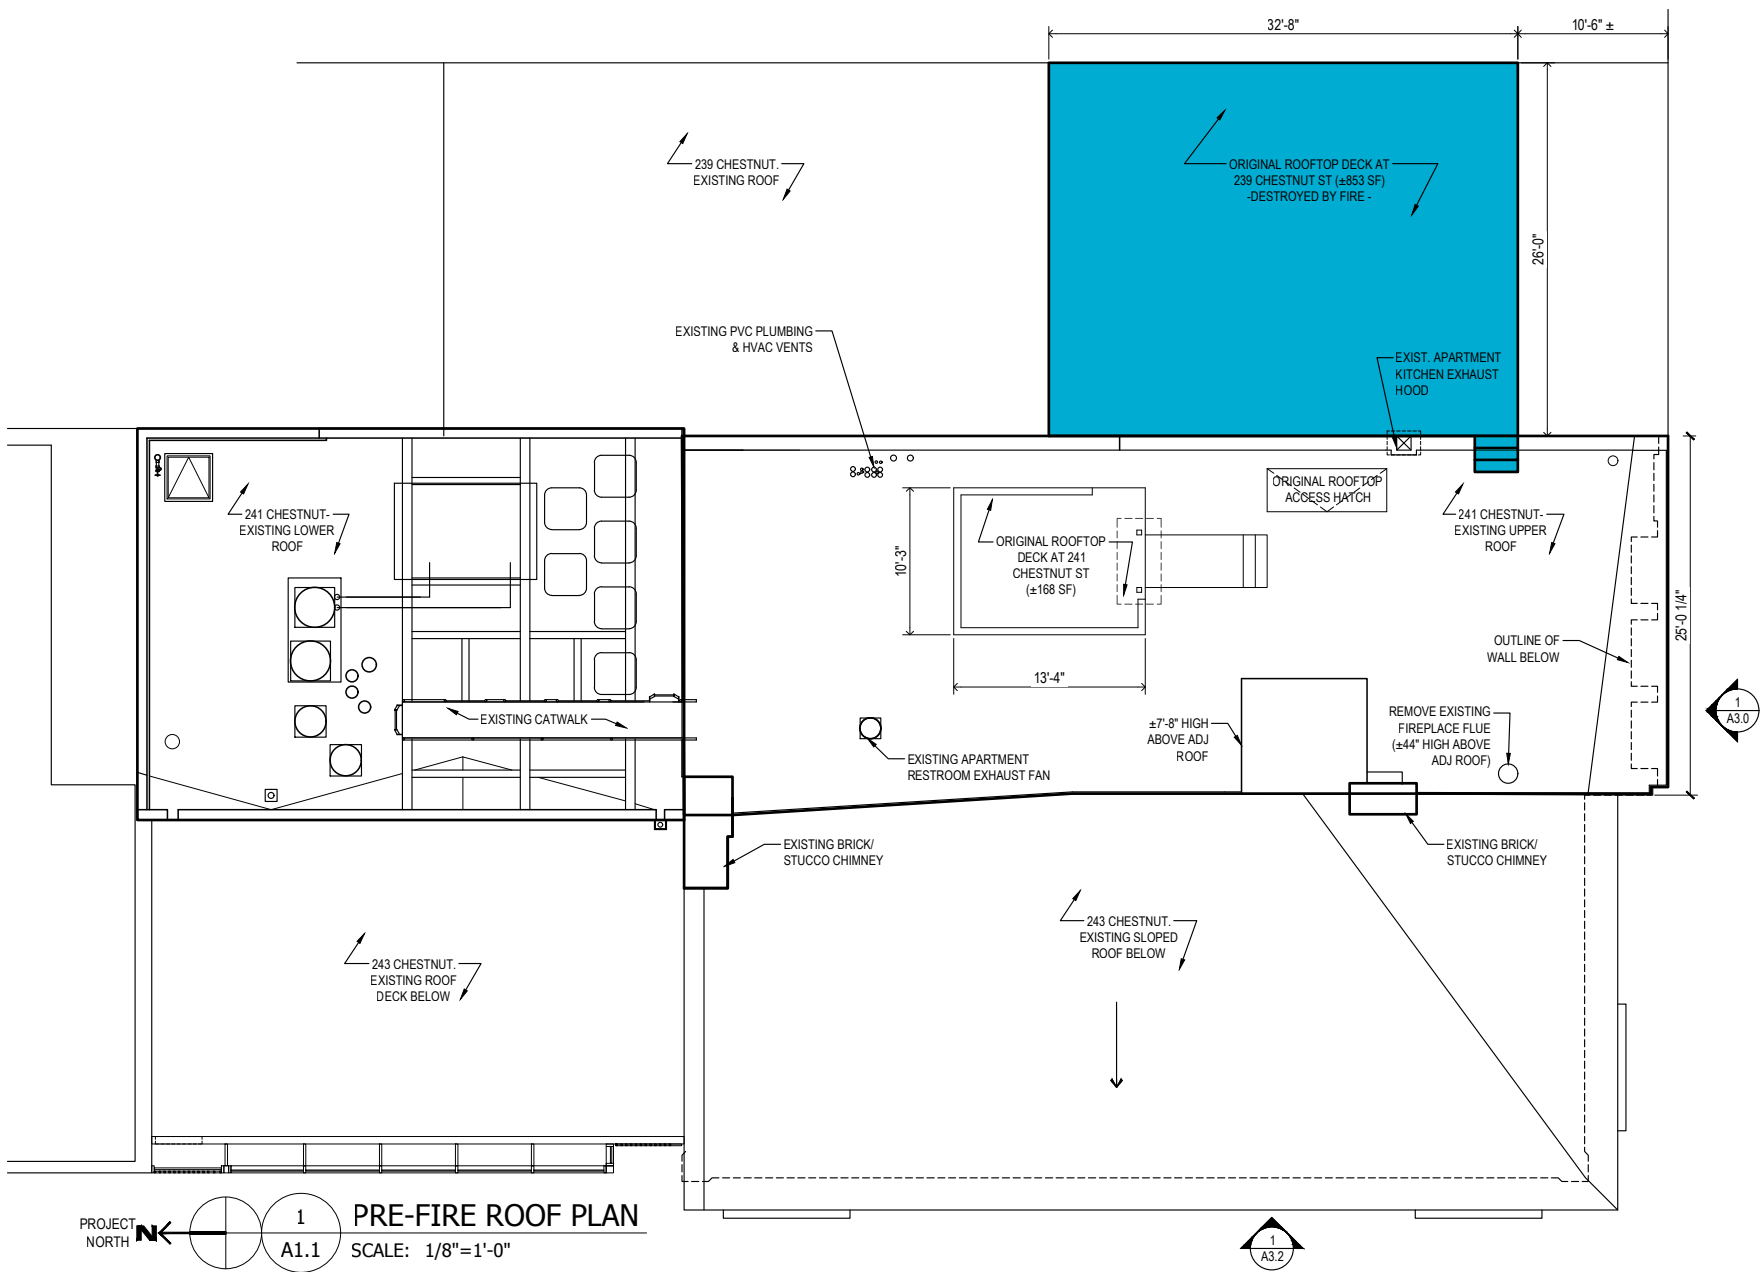 32'-8"
10'-6" ±
239 CHESTNUT.
EXISTING ROOF
ORIGINAL ROOFTOP DECK AT
239 CHESTNUT ST (±853 SF)
-DESTROYED BY FIRE -
26'-0"
EXISTING PVC PLUMBING
& HVAC VENTS
EXIST. APARTMENT
KITCHEN EXHAUST
HOOD
241 CHESTNUT-
EXISTING LOWER
ROOF
ORIGINAL ROOFTOP
ACCESS HATCH
241 CHESTNUT-
EXISTING UPPER
ROOF
10'-3"
ORIGINAL ROOFTOP
DECK AT 241
CHESTNUT ST
(±168 SF)
25'-0 1/4"
OUTLINE OF
WALL BELOW
13'-4"
EXISTING CATWALK
±7'-8" HIGH
ABOVE ADJ
ROOF
REMOVE EXISTING
FIREPLACE FLUE
(±44" HIGH ABOVE
ADJ ROOF)
1
A3.0
EXISTING APARTMENT
RESTROOM EXHAUST FAN
EXISTING BRICK/
STUCCO CHIMNEY
EXISTING BRICK/
STUCCO CHIMNEY
243 CHESTNUT.
EXISTING ROOF
DECK BELOW
243 CHESTNUT.
EXISTING SLOPED
ROOF BELOW
PROJECT
NORTH
N
1
A1.1
PRE-FIRE ROOF PLAN
SCALE: 1/8"=1'-0"
1
A3.2